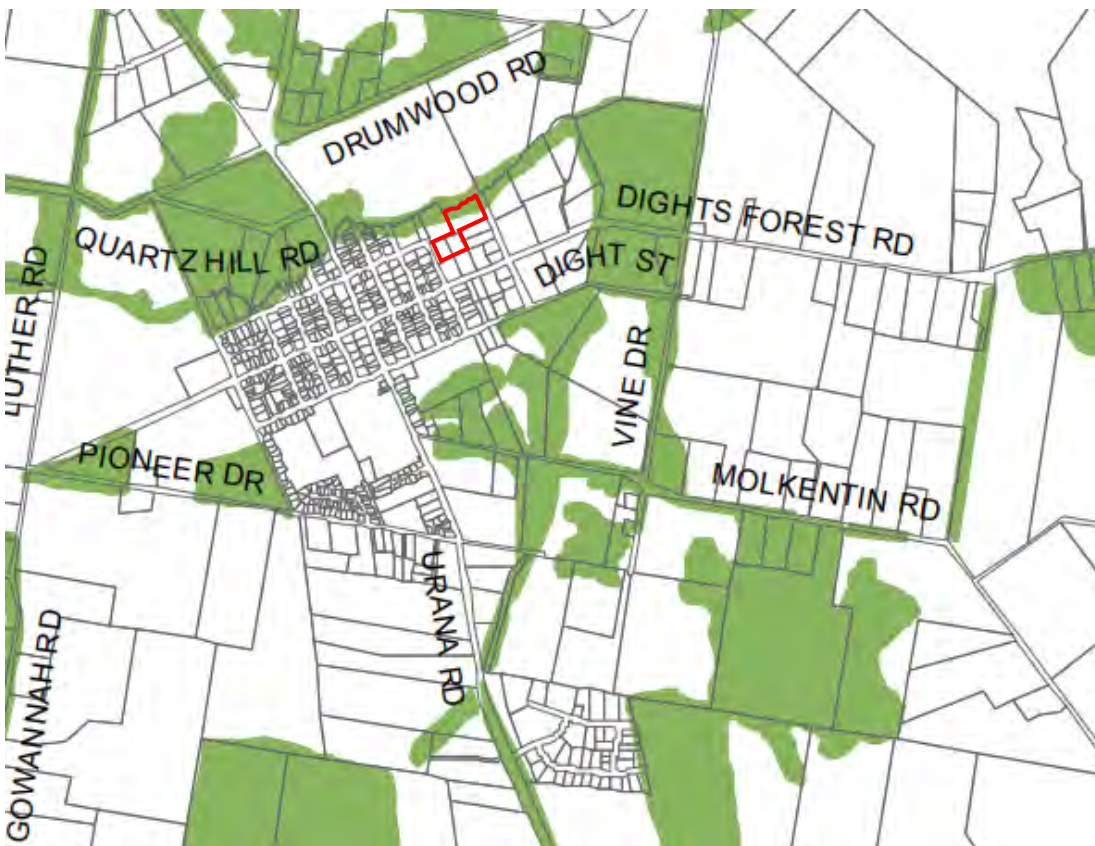 DRUMWOOD RD
DIGHTS FOREST RD
QUARTZ HILL RD
DIGHT ST
LUTHER RD
VINE DR
PIONEER DR
MOLKENTIN RD
URANA RD
GOWANNAH RD